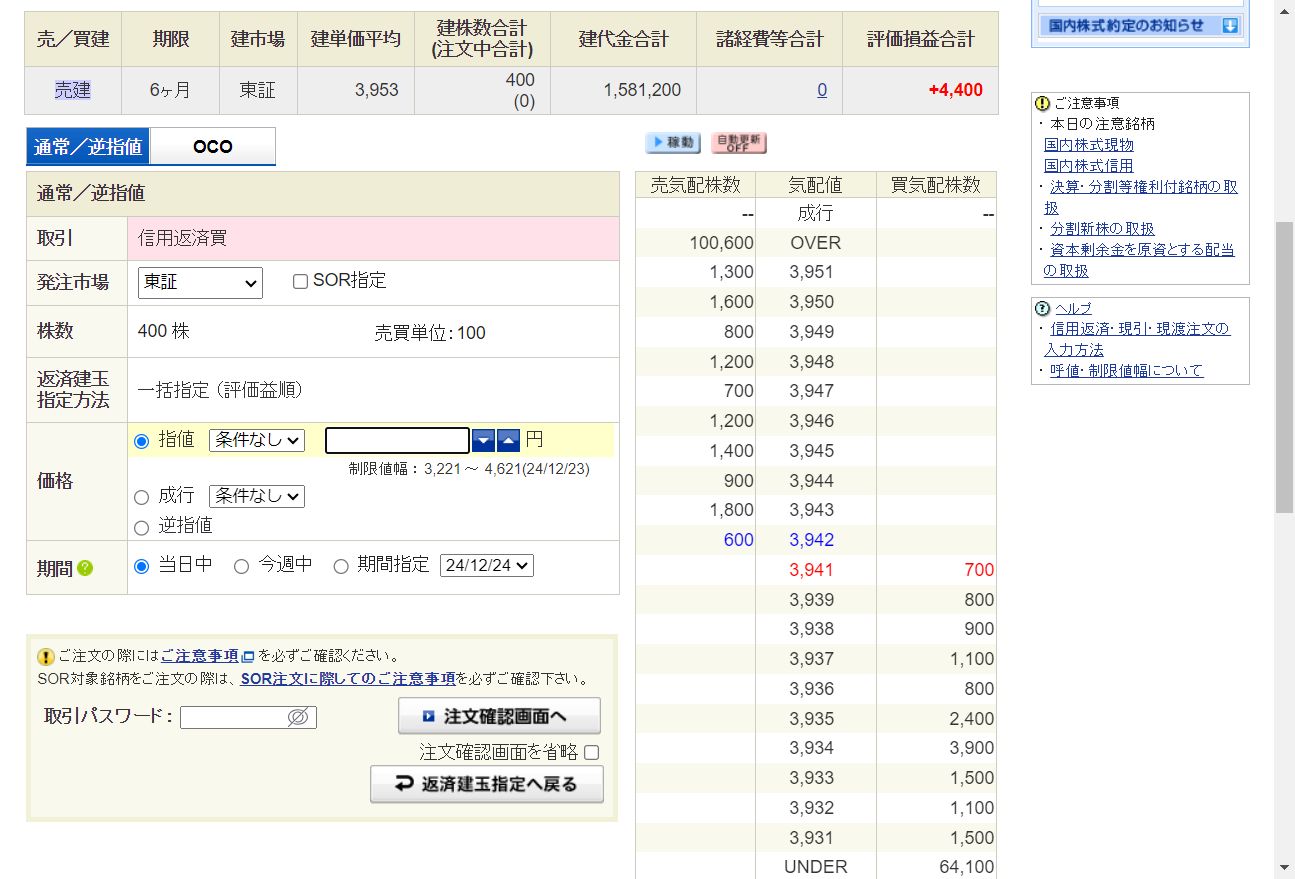 売／買建 期限 建市場 建単価平均 建株数合計 建代金合計 諸経費等合計 評価損益合計
(注文中合計)
売建 6ヶ月 東証 3,953 400 1,581,200 0 +4,400
(0)
通常／逆指値 OCO
通常／逆指値
取引 信用返済買
発注市場 東証 SOR指定
株数 400 株 売買単位：100
返済建玉
指定方法 一括指定（評価益順）
価格 指値 条件なし 円
制限値幅：3,221～4,621(24/12/23)
成行 条件なし
逆指値
期間 ? 当日中 今週中 期間指定 24/12/24
ご注文の際にはご注意事項を必ずご確認ください。
SOR対象銘柄をご注文の際は、SOR注文に際してのご注意事項を必ずご確認下さい。
取引パスワード： 注文確認画面へ
注文確認画面を省略
返済建玉指定へ戻る
稼動 自動更新
OFF
売気配株数 気配値 買気配株数
-- 成行 --
100,600 OVER
1,300 3,951
1,600 3,950
800 3,949
1,200 3,948
700 3,947
1,200 3,946
1,400 3,945
900 3,944
1,800 3,943
600 3,942
3,941 700
3,939 800
3,938 900
3,937 1,100
3,936 800
3,935 2,400
3,934 3,900
3,933 1,500
3,932 1,100
3,931 1,500
UNDER 64,100
国内株式約定のお知らせ
ご注意事項
・本日の注意銘柄
国内株式現物
国内株式信用
・決算・分割等権利付銘柄の取
扱
・分割新株の取扱
・資本剰余金を原資とする配当
の取扱
ヘルプ
・信用返済・現引・現渡注文の
入力方法
・呼値・制限値幅について